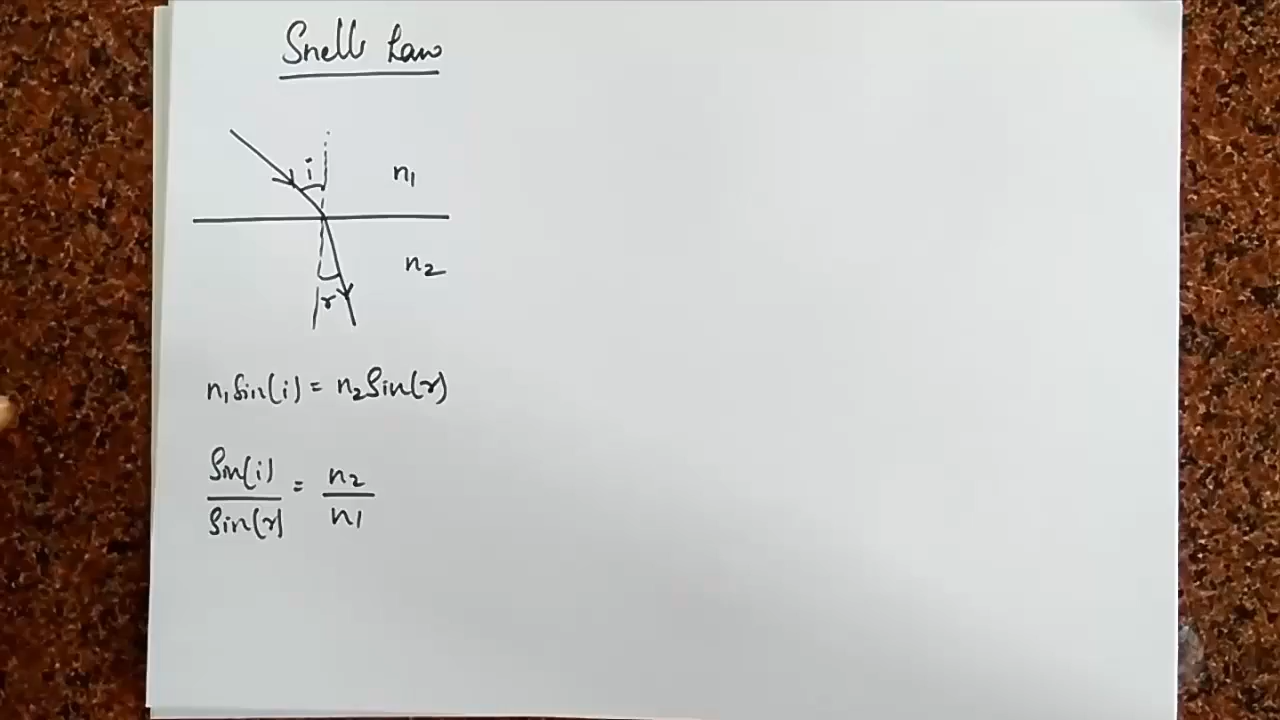 Snell Law
i
n1
n2
r
n1 Sin(i) = n2 Sin(r)
Sin(i)
Sin(r)
=
n2
n1